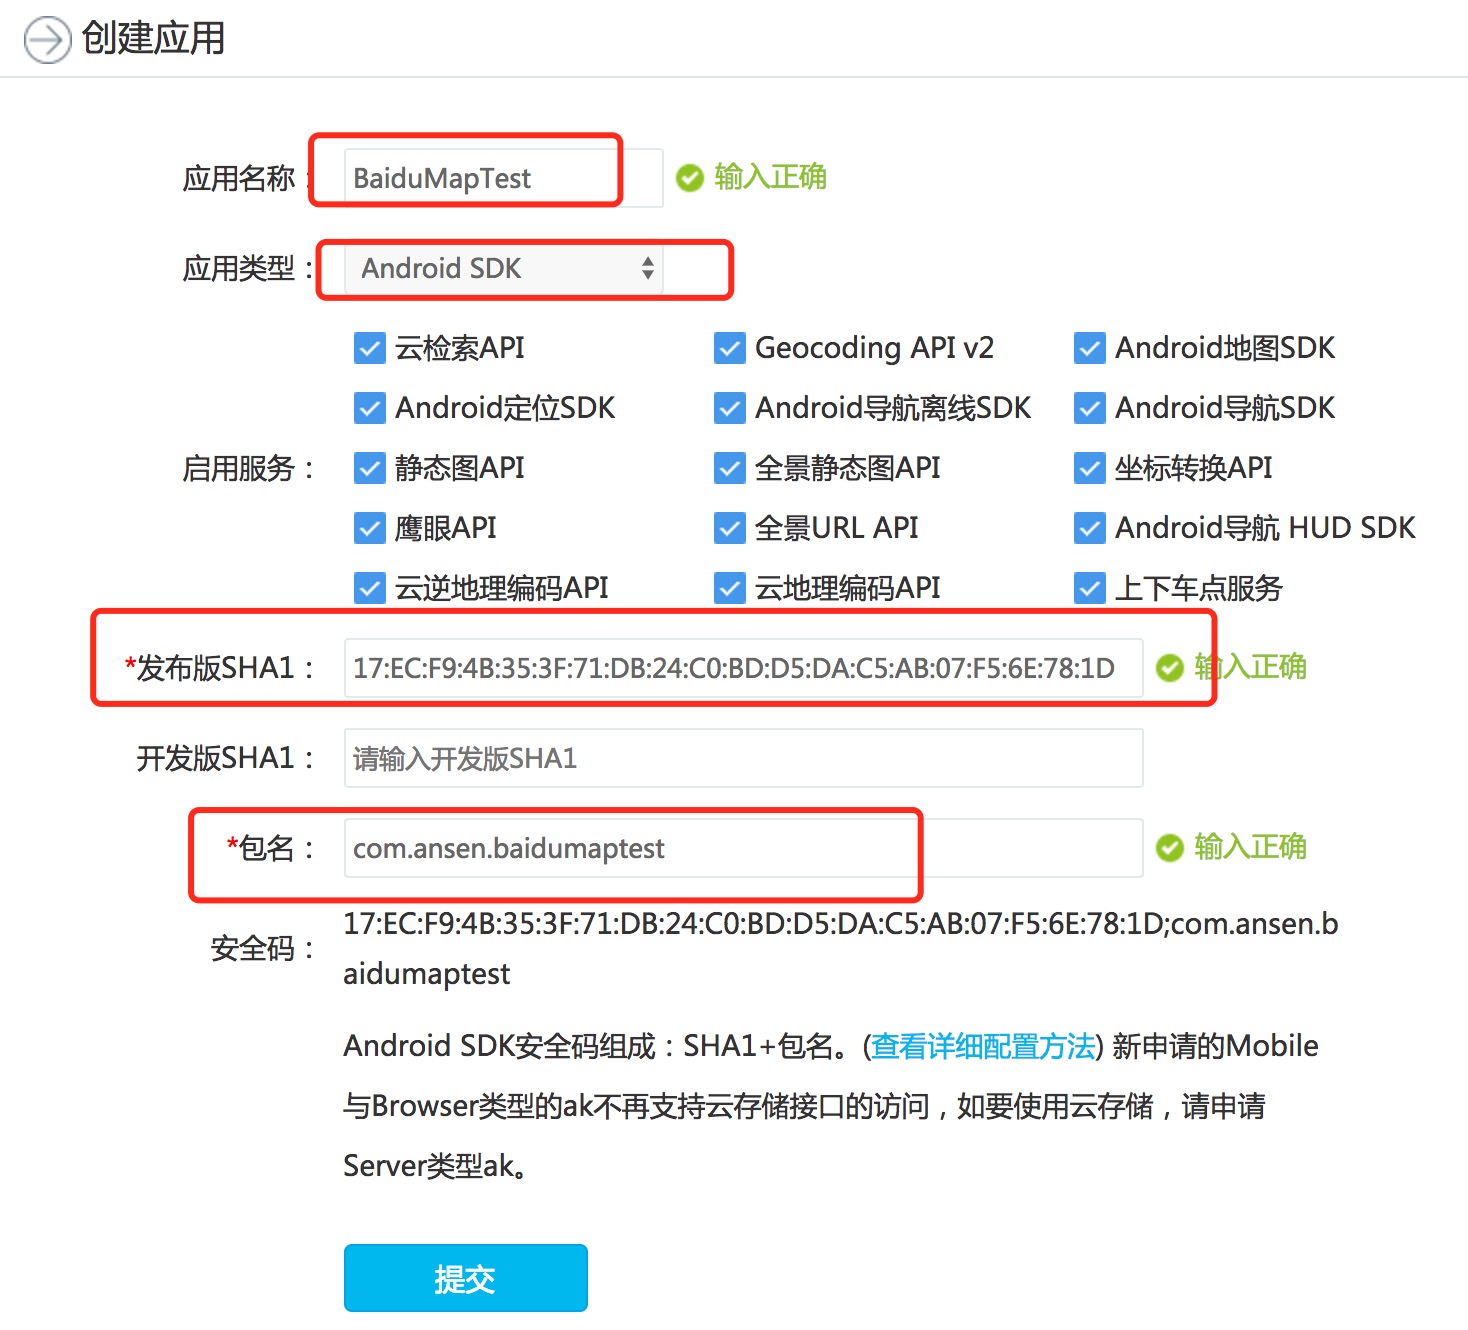 创建应用
应用名称： BaiduMapTest 输入正确
应用类型： Android SDK
云检索API Geocoding API v2 Android地图SDK
Android定位SDK Android导航离线SDK Android导航SDK
启用服务： 静态图API 全景静态图API 坐标转换API
鹰眼API 全景URL API Android导航 HUD SDK
云逆地理编码API 云地理编码API 上下车点服务
*发布版SHA1： 17:EC:F9:4B:35:3F:71:DB:24:C0:BD:D5:DA:C5:AB:07:F5:6E:78:1D 输入正确
开发版SHA1： 请输入开发版SHA1
*包名： com.ansen.baidumaptest 输入正确
安全码： 17:EC:F9:4B:35:3F:71:DB:24:C0:BD:D5:DA:C5:AB:07:F5:6E:78:1D;com.ansen.b
aidumaptest
Android SDK安全码组成：SHA1+包名。(查看详细配置方法) 新申请的Mobile
与Browser类型的ak不再支持云存储接口的访问，如要使用云存储，请申请
Server类型ak。
提交